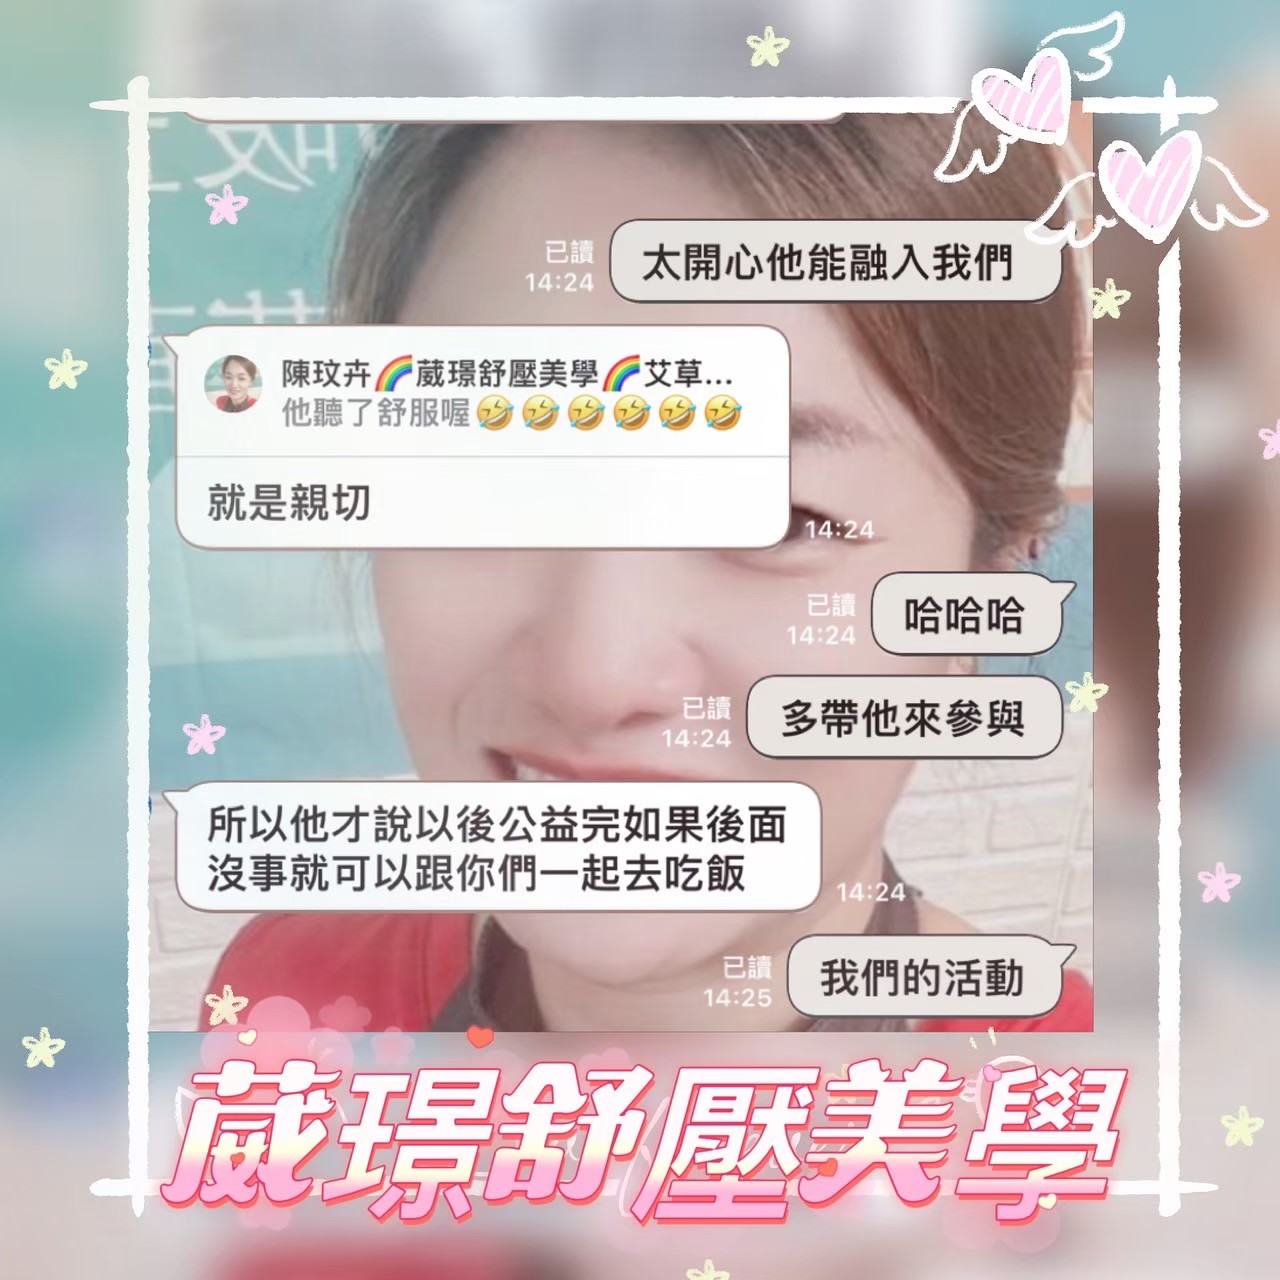 太開心他能融入我們
已讀
14:24
陳玟卉🌈葳璟舒壓美學🌈艾草...
他聽了舒服喔🤣🤣🤣🤣🤣🤣
就是親切
14:24
哈哈哈
已讀
14:24
多帶他來參與
已讀
14:24
所以他才說以後公益完如果後面
沒事就可以跟你們一起去吃飯
14:24
我們的活動
已讀
14:25
葳璟舒壓美學